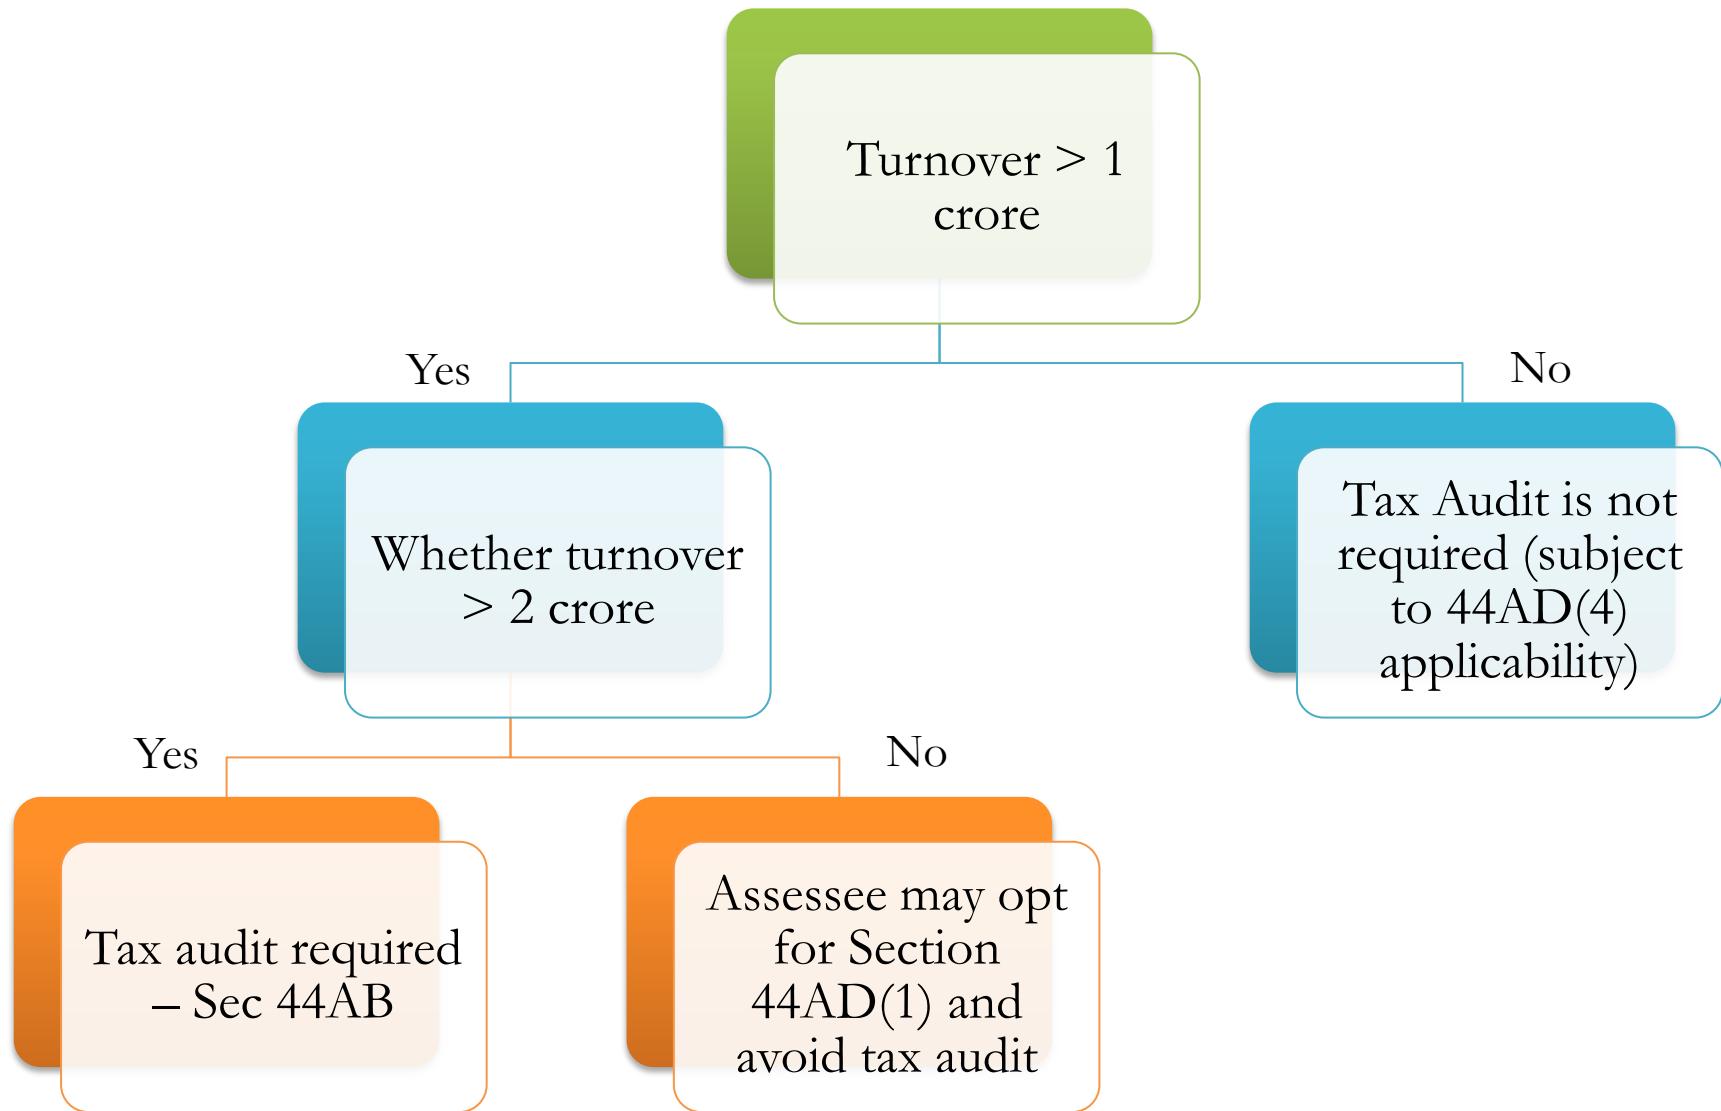 Turnover > 1
crore
Yes
No
Whether turnover
> 2 crore
Tax Audit is not
required (subject
to 44AD(4)
applicability)
Yes
No
Tax audit required
– Sec 44AB
Assessee may opt
for Section
44AD(1) and
avoid tax audit